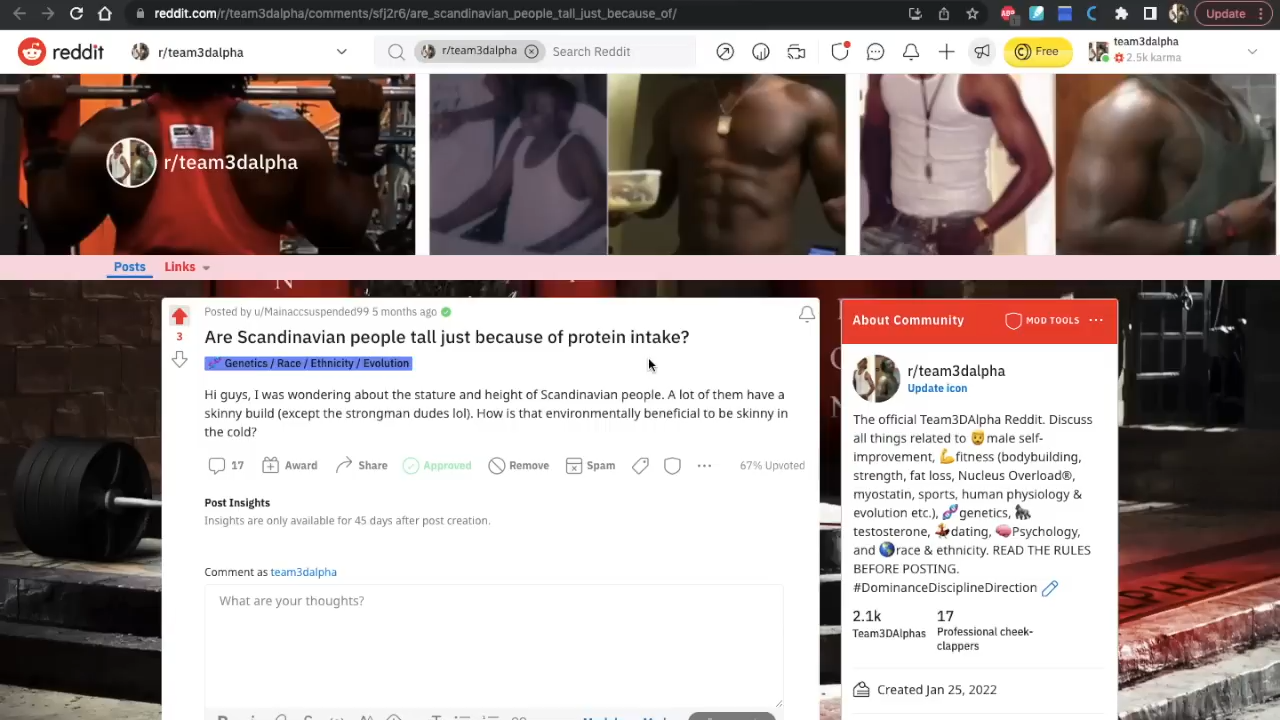 reddit.com/r/team3dalpha/comments/sfj2r6/are_scandinavian_people_tall_just_because_of/
ABP
1
Update
reddit
r/team3dalpha
r/team3dalpha
Search Reddit
Free
team3dalpha
2.5k karma
r/team3dalpha
Posts
Links
Posted by u/Mainaccsuspended99 5 months ago
3
Are Scandinavian people tall just because of protein intake?
Genetics / Race / Ethnicity / Evolution
Hi guys, I was wondering about the stature and height of Scandinavian people. A lot of them have a
skinny build (except the strongman dudes lol). How is that environmentally beneficial to be skinny in
the cold?
17
Award
Share
Approved
Remove
Spam
67% Upvoted
Post Insights
Insights are only available for 45 days after post creation.
Comment as team3dalpha
What are your thoughts?
About Community
MOD TOOLS
r/team3dalpha
Update icon
The official Team3DAlpha Reddit. Discuss
all things related to 🦁male self-
improvement, 💪fitness (bodybuilding,
strength, fat loss, Nucleus Overload®,
myostatin, sports, human physiology &
evolution etc.), 🧬genetics, 🦍
testosterone, 💃dating, 🧠Psychology,
and 🌎race & ethnicity. READ THE RULES
BEFORE POSTING.
#DominanceDisciplineDirection
2.1k
Team3DAlphas
17
Professional cheek-
clappers
Created Jan 25, 2022